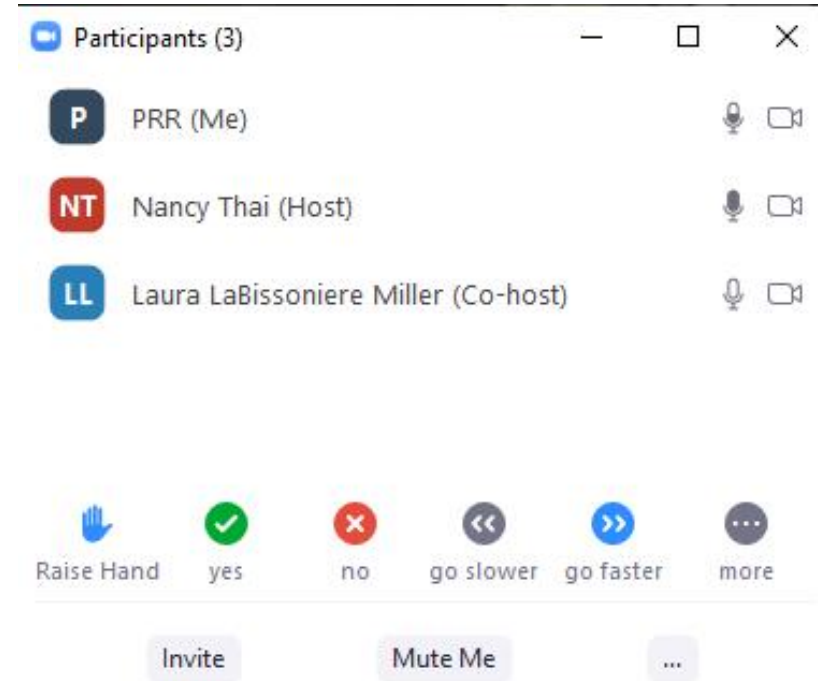 Participants (3)
P PRR (Me)
NT Nancy Thai (Host)
LL Laura LaBissoniere Miller (Co-host)
Raise Hand yes no go slower go faster more
Invite Mute Me ...